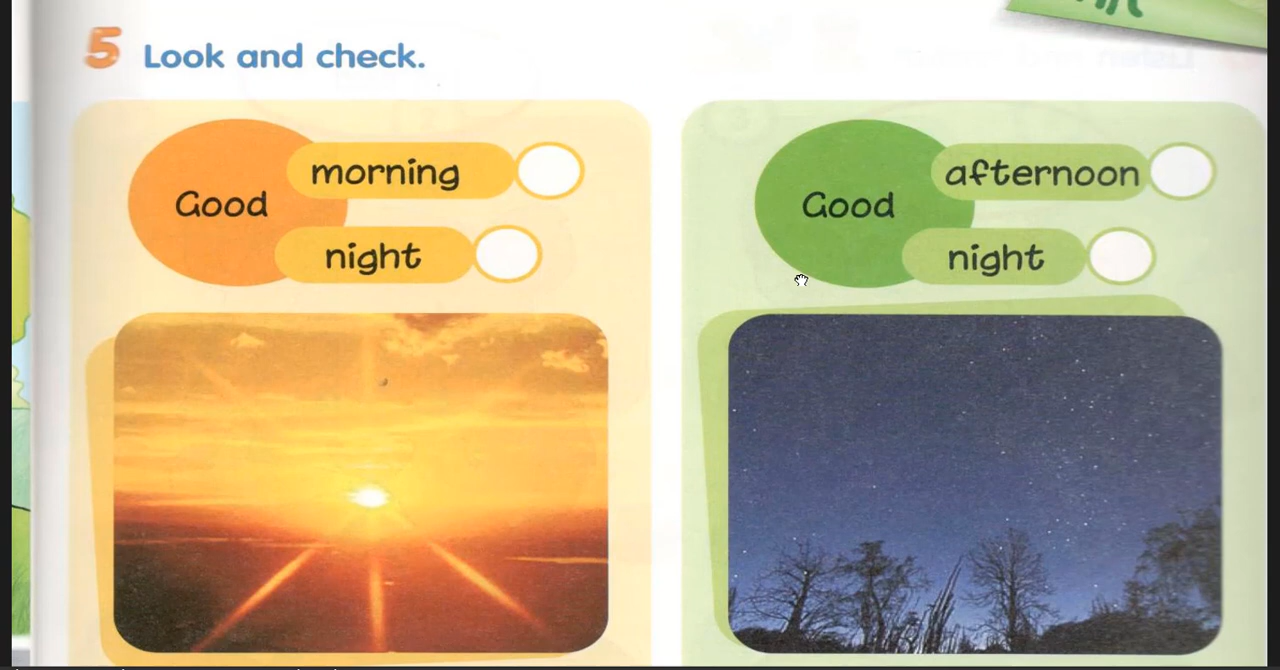 5 Look and check.
Good
morning
night
Good
afternoon
night